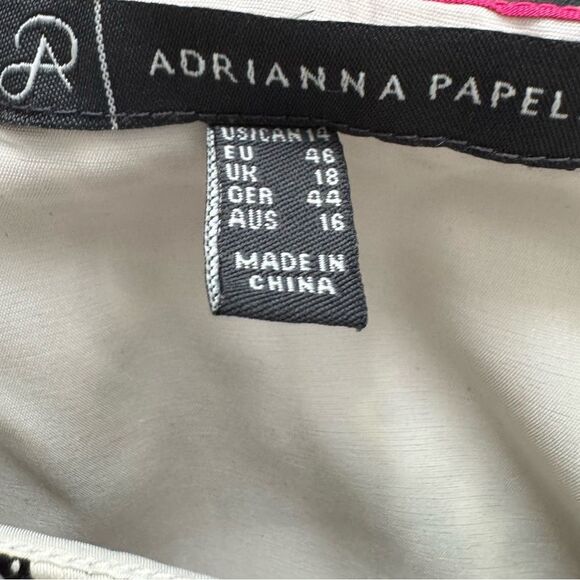 ADRIANNA PAPEL
US/CAN 14
EU 46
UK 18
GER 44
AUS 16
MADE IN
CHINA